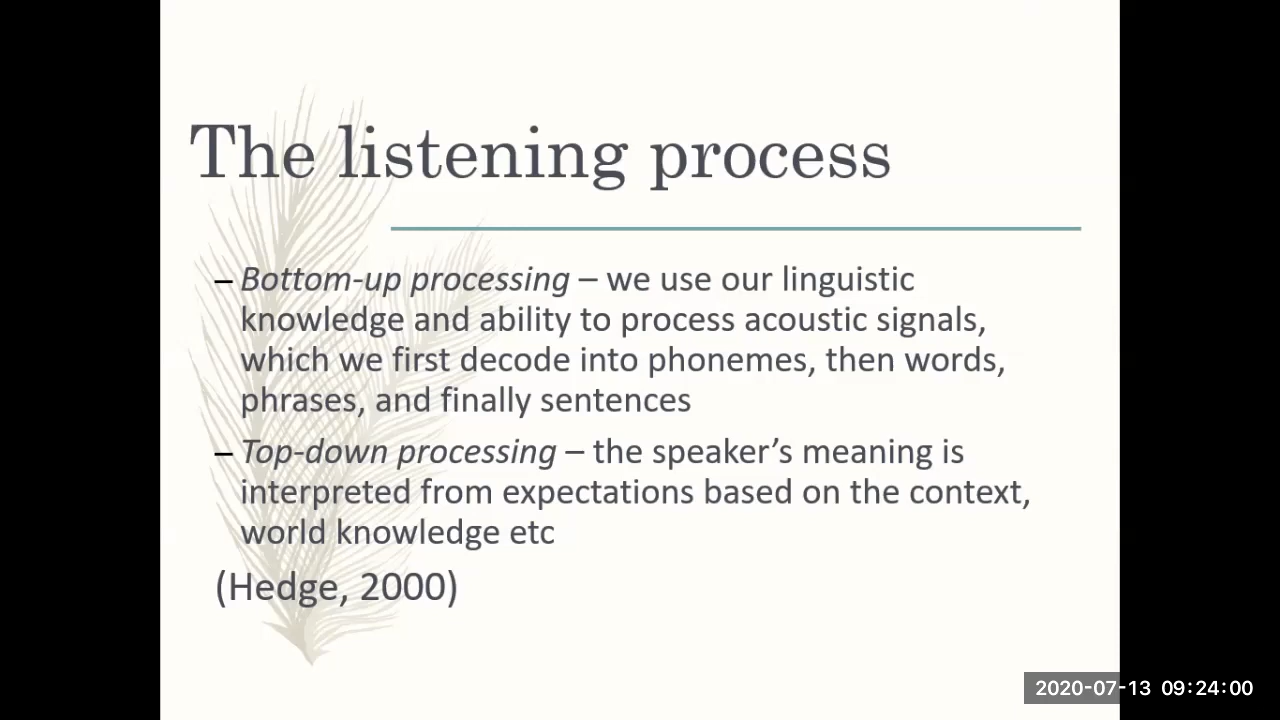 The listening process
– Bottom-up processing – we use our linguistic
knowledge and ability to process acoustic signals,
which we first decode into phonemes, then words,
phrases, and finally sentences
– Top-down processing – the speaker’s meaning is
interpreted from expectations based on the context,
world knowledge etc
(Hedge, 2000)
2020-07-13 09:24:00